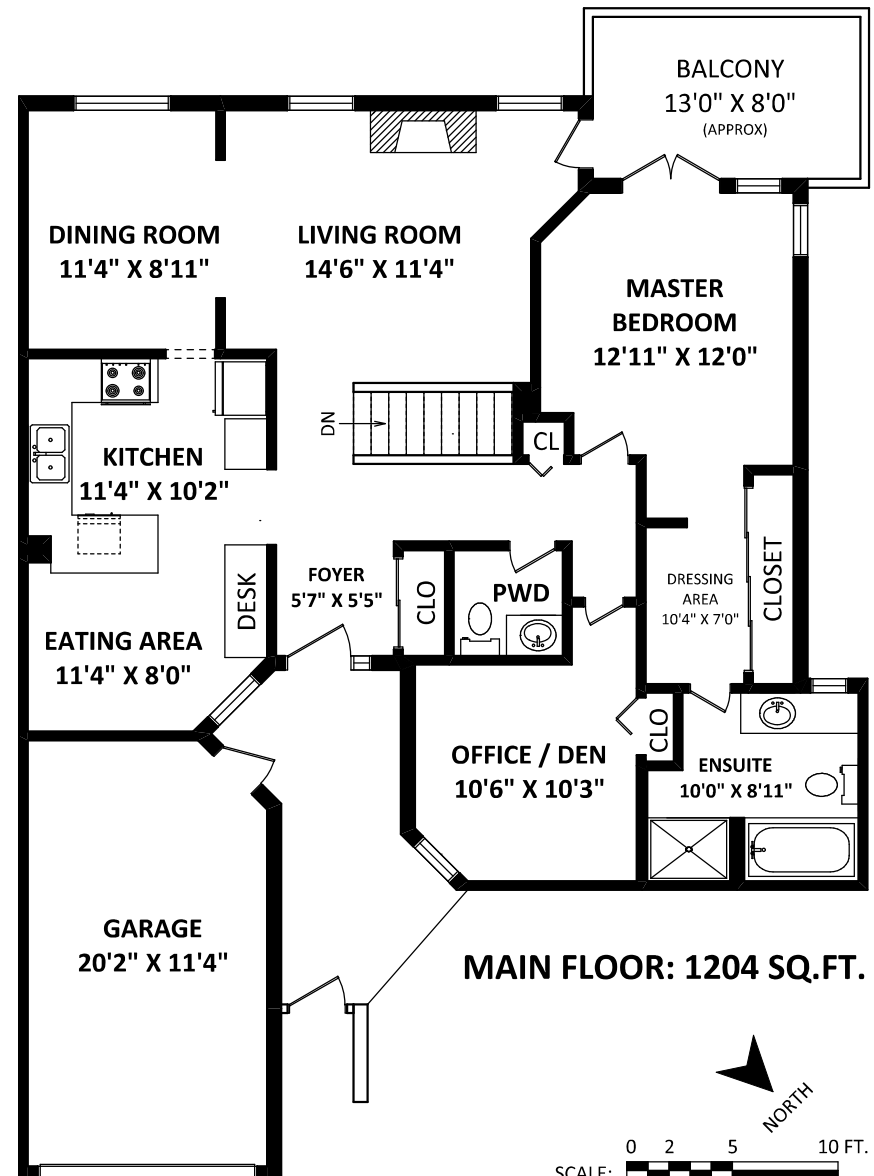 BALCONY
13'0" X 8'0"
(APPROX)
DINING ROOM
11'4" X 8'11"
LIVING ROOM
14'6" X 11'4"
MASTER
BEDROOM
12'11" X 12'0"
DN
CL
KITCHEN
11'4" X 10'2"
DESK
FOYER
5'7" X 5'5"
CLO
PWD
DRESSING
AREA
10'4" X 7'0"
CLOSET
EATING AREA
11'4" X 8'0"
OFFICE / DEN
10'6" X 10'3"
CLO
ENSUITE
10'0" X 8'11"
GARAGE
20'2" X 11'4"
MAIN FLOOR: 1204 SQ.FT.
NORTH
0 2 5 10 FT.
SCALE: